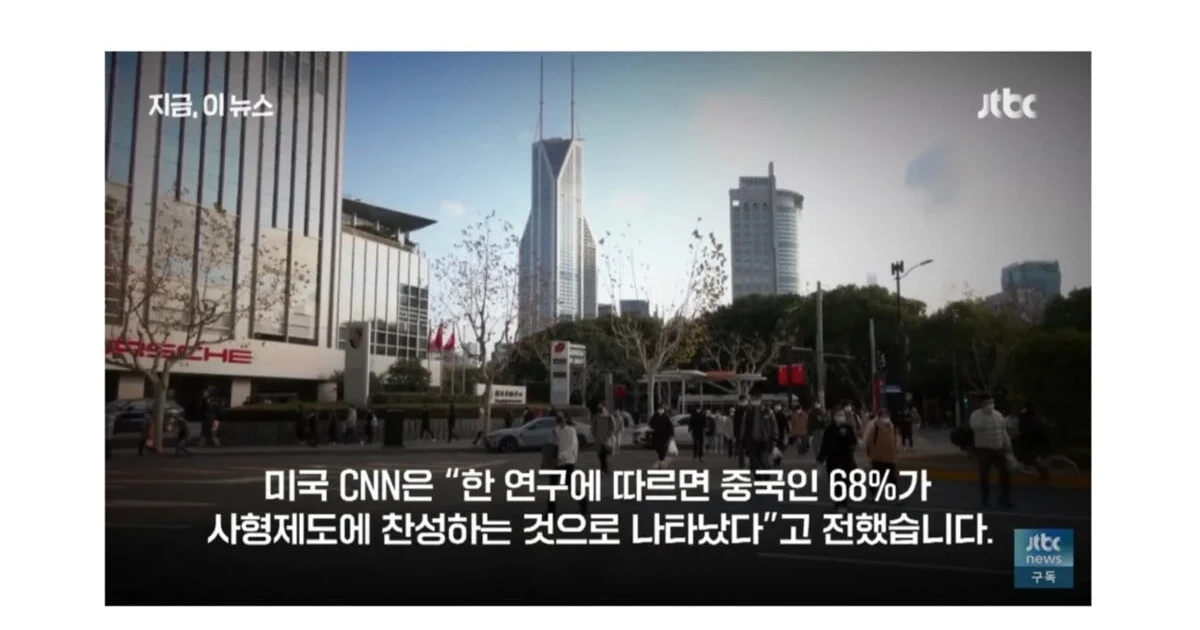 지금, 이 뉴스
jtbc
PORSCHE
미국 CNN은 “한 연구에 따르면 중국인 68%가
사형제도에 찬성하는 것으로 나타났다”고 전했습니다.
jtbc
news
구독